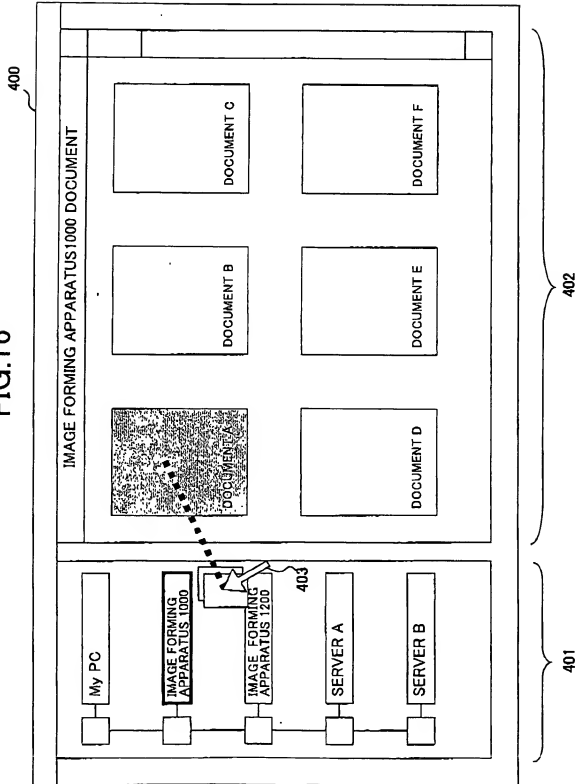 FIG.16
400
IMAGE FORMING APPARATUS1000 DOCUMENT
My PC
IMAGE FORMING
APPARATUS 1000
IMAGE FORMING
APPARATUS 1200
SERVER A
SERVER B
403
DOCUMENT A
DOCUMENT B
DOCUMENT C
DOCUMENT D
DOCUMENT E
DOCUMENT F
401
402